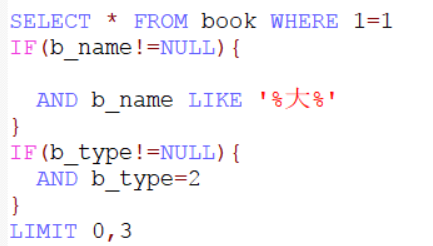 SELECT * FROM book WHERE 1=1
IF(b_name!=NULL){
AND b_name LIKE '%大%'
}
IF(b_type!=NULL){
AND b_type=2
}
LIMIT 0,3